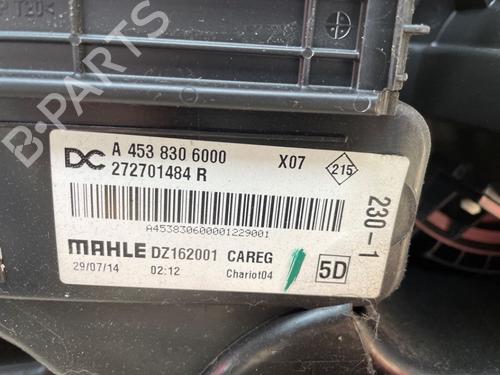 P T20<
DC A 453 830 6000 X07 215
272701484 R
A4538306000001229001
MAHLE DZ162001 CAREG 5D
29/07/14 02:12 Chariot04
230-1
B-PARTS